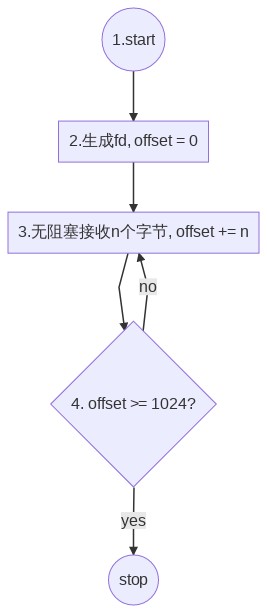 1.start
2.生成fd, offset = 0
3.无阻塞接收n个字节, offset += n
no
4. offset >= 1024?
yes
stop